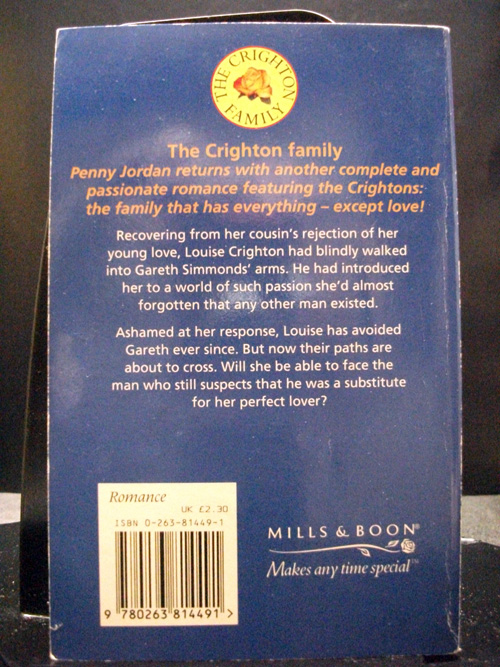 THE CRIGHTON
FAMILY
The Crighton family
Penny Jordan returns with another complete and
passionate romance featuring the Crightons:
the family that has everything – except love!
Recovering from her cousin's rejection of her
young love, Louise Crighton had blindly walked
into Gareth Simmonds' arms. He had introduced
her to a world of such passion she'd almost
forgotten that any other man existed.
Ashamed at her response, Louise has avoided
Gareth ever since. But now their paths are
about to cross. Will she be able to face the
man who still suspects that he was a substitute
for her perfect lover?
Romance
UK £2.30
ISBN 0-263-81449-1
9 780263 814491 >
MILLS & BOON®
Makes any time special™